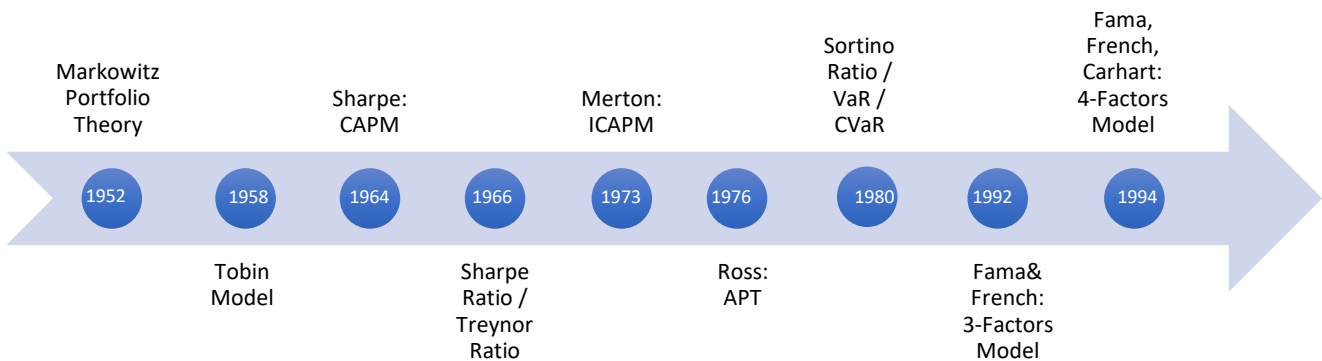 Markowitz
Portfolio
Theory
1952
Tobin
Model
1958
Sharpe:
CAPM
1964
Sharpe
Ratio /
Treynor
Ratio
1966
Merton:
ICAPM
1973
Ross:
APT
1976
Sortino
Ratio /
VaR /
CVaR
1980
Fama&
French:
3-Factors
Model
1992
Fama,
French,
Carhart:
4-Factors
Model
1994